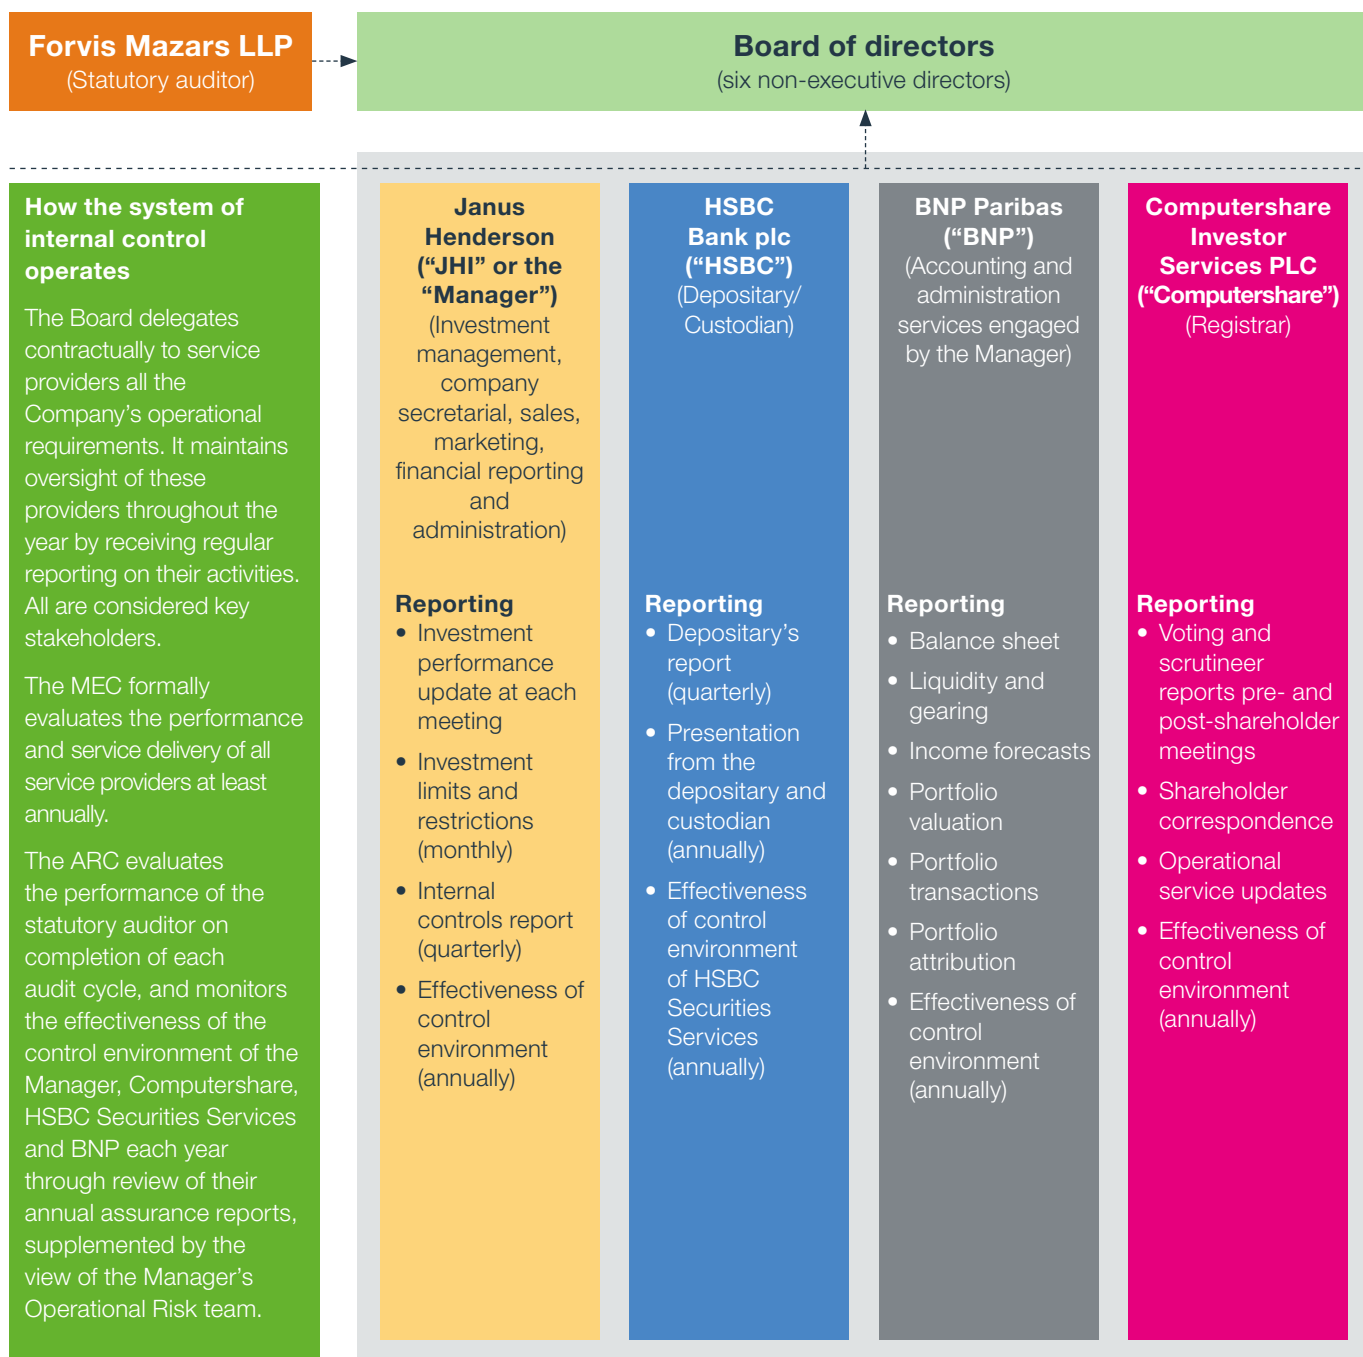 Forvis Mazars LLP
(Statutory auditor)
Board of directors
(six non-executive directors)
How the system of
internal control
operates
The Board delegates
contractually to service
providers all the
Company’s operational
requirements. It maintains
oversight of these
providers throughout the
year by receiving regular
reporting on their activities.
All are considered key
stakeholders.
The MEC formally
evaluates the performance
and service delivery of all
service providers at least
annually.
The ARC evaluates
the performance of the
statutory auditor on
completion of each
audit cycle, and monitors
the effectiveness of the
control environment of the
Manager, Computershare,
HSBC Securities Services
and BNP each year
through review of their
annual assurance reports,
supplemented by the
view of the Manager’s
Operational Risk team.
Janus
Henderson
(“JHI” or the
“Manager”)
(Investment
management,
company
secretarial, sales,
marketing,
financial reporting
and
administration)
Reporting
• Investment
performance
update at each
meeting
• Investment
limits and
restrictions
(monthly)
• Internal
controls report
(quarterly)
• Effectiveness of
control
environment
(annually)
HSBC
Bank plc
(“HSBC”)
(Depositary/
Custodian)
Reporting
• Depositary’s
report
(quarterly)
• Presentation
from the
depositary and
custodian
(annually)
• Effectiveness
of control
environment
of HSBC
Securities
Services
(annually)
BNP Paribas
(“BNP”)
(Accounting and
administration
services engaged
by the Manager)
Reporting
• Balance sheet
• Liquidity and
gearing
• Income forecasts
• Portfolio
valuation
• Portfolio
transactions
• Portfolio
attribution
• Effectiveness of
control
environment
(annually)
Computershare
Investor
Services PLC
(“Computershare”)
(Registrar)
Reporting
• Voting and
scrutineer
reports pre- and
post-shareholder
meetings
• Shareholder
correspondence
• Operational
service updates
• Effectiveness of
control
environment
(annually)